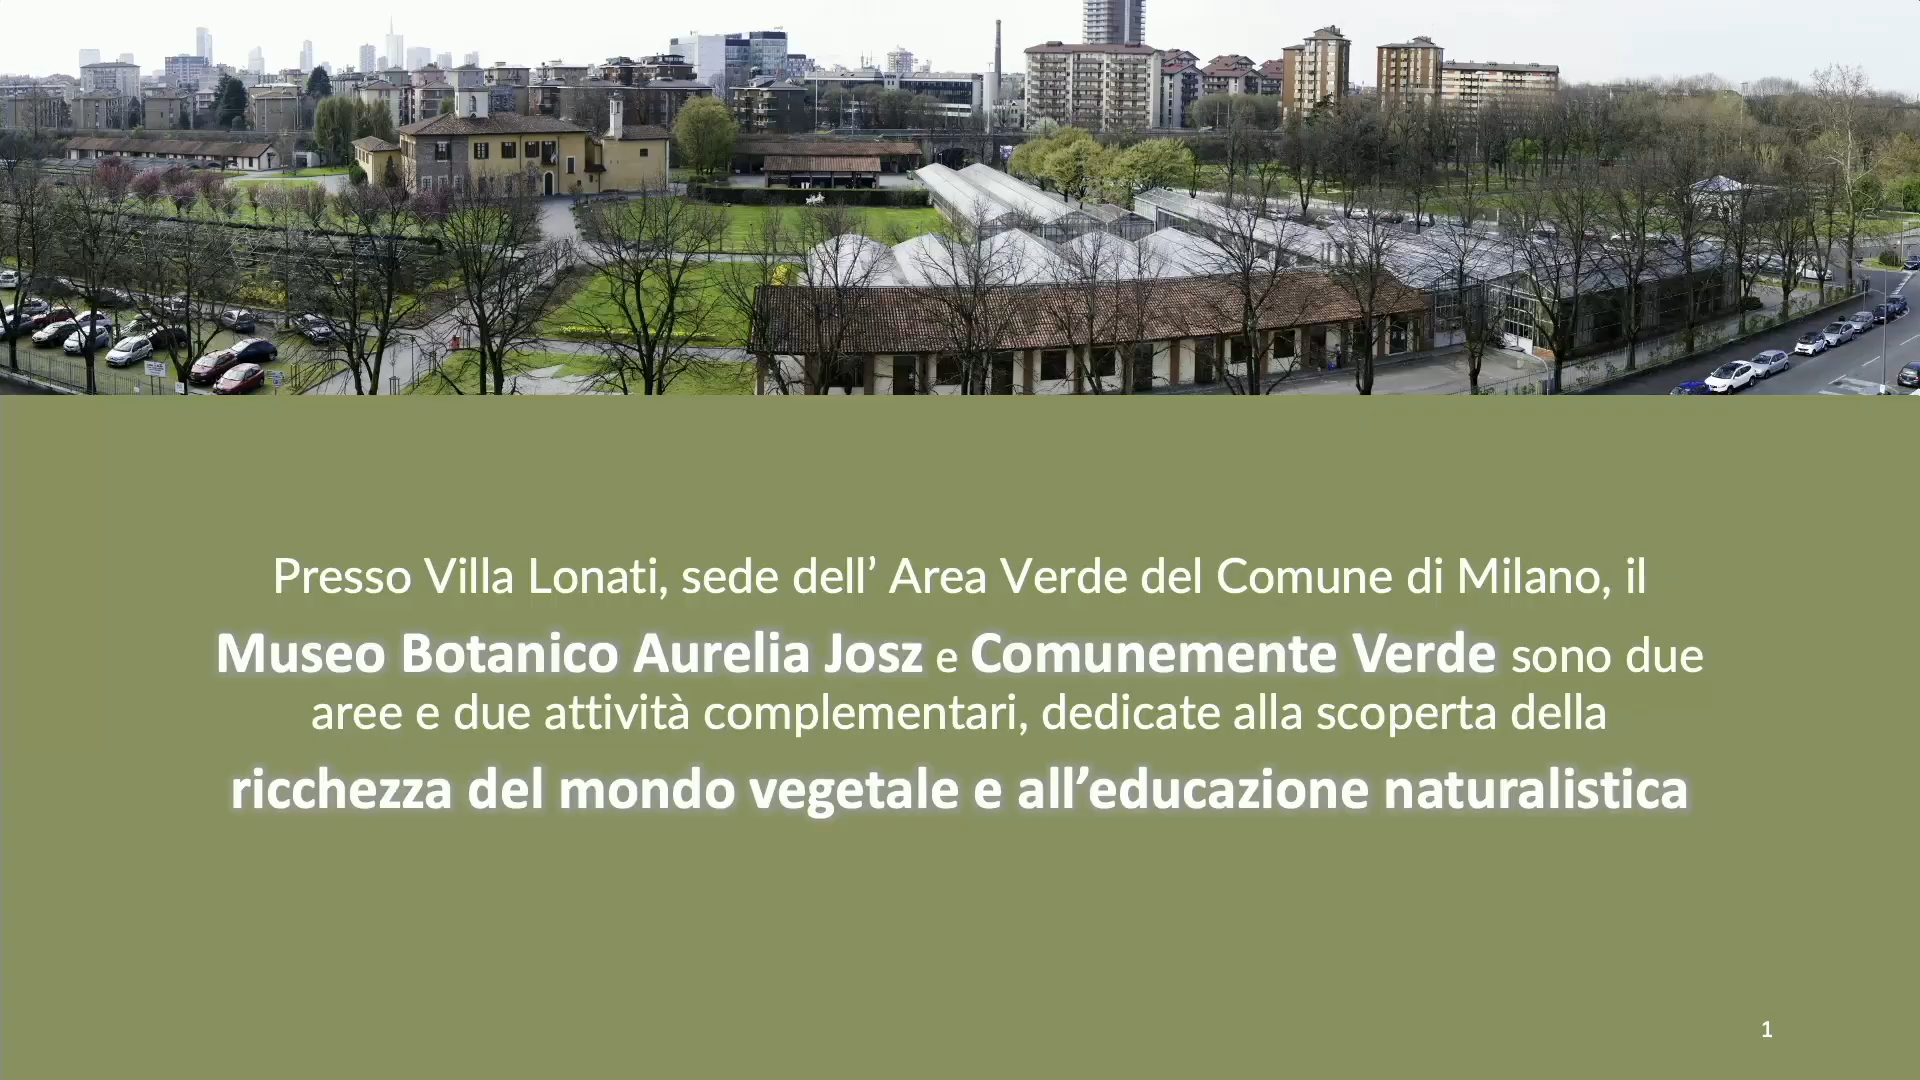 Presso Villa Lonati, sede dell’ Area Verde del Comune di Milano, il
Museo Botanico Aurelia Josz e Comunemente Verde sono due
aree e due attività complementari, dedicate alla scoperta della
ricchezza del mondo vegetale e all’educazione naturalistica
1